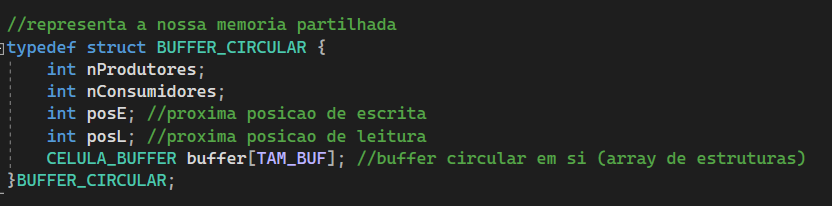 //representa a nossa memoria partilhada
typedef struct BUFFER_CIRCULAR {
int nProdutores;
int nConsumidores;
int posE; //proxima posicao de escrita
int posL; //proxima posicao de leitura
CELULA_BUFFER buffer[TAM_BUF]; //buffer circular em si (array de estruturas)
}BUFFER_CIRCULAR;